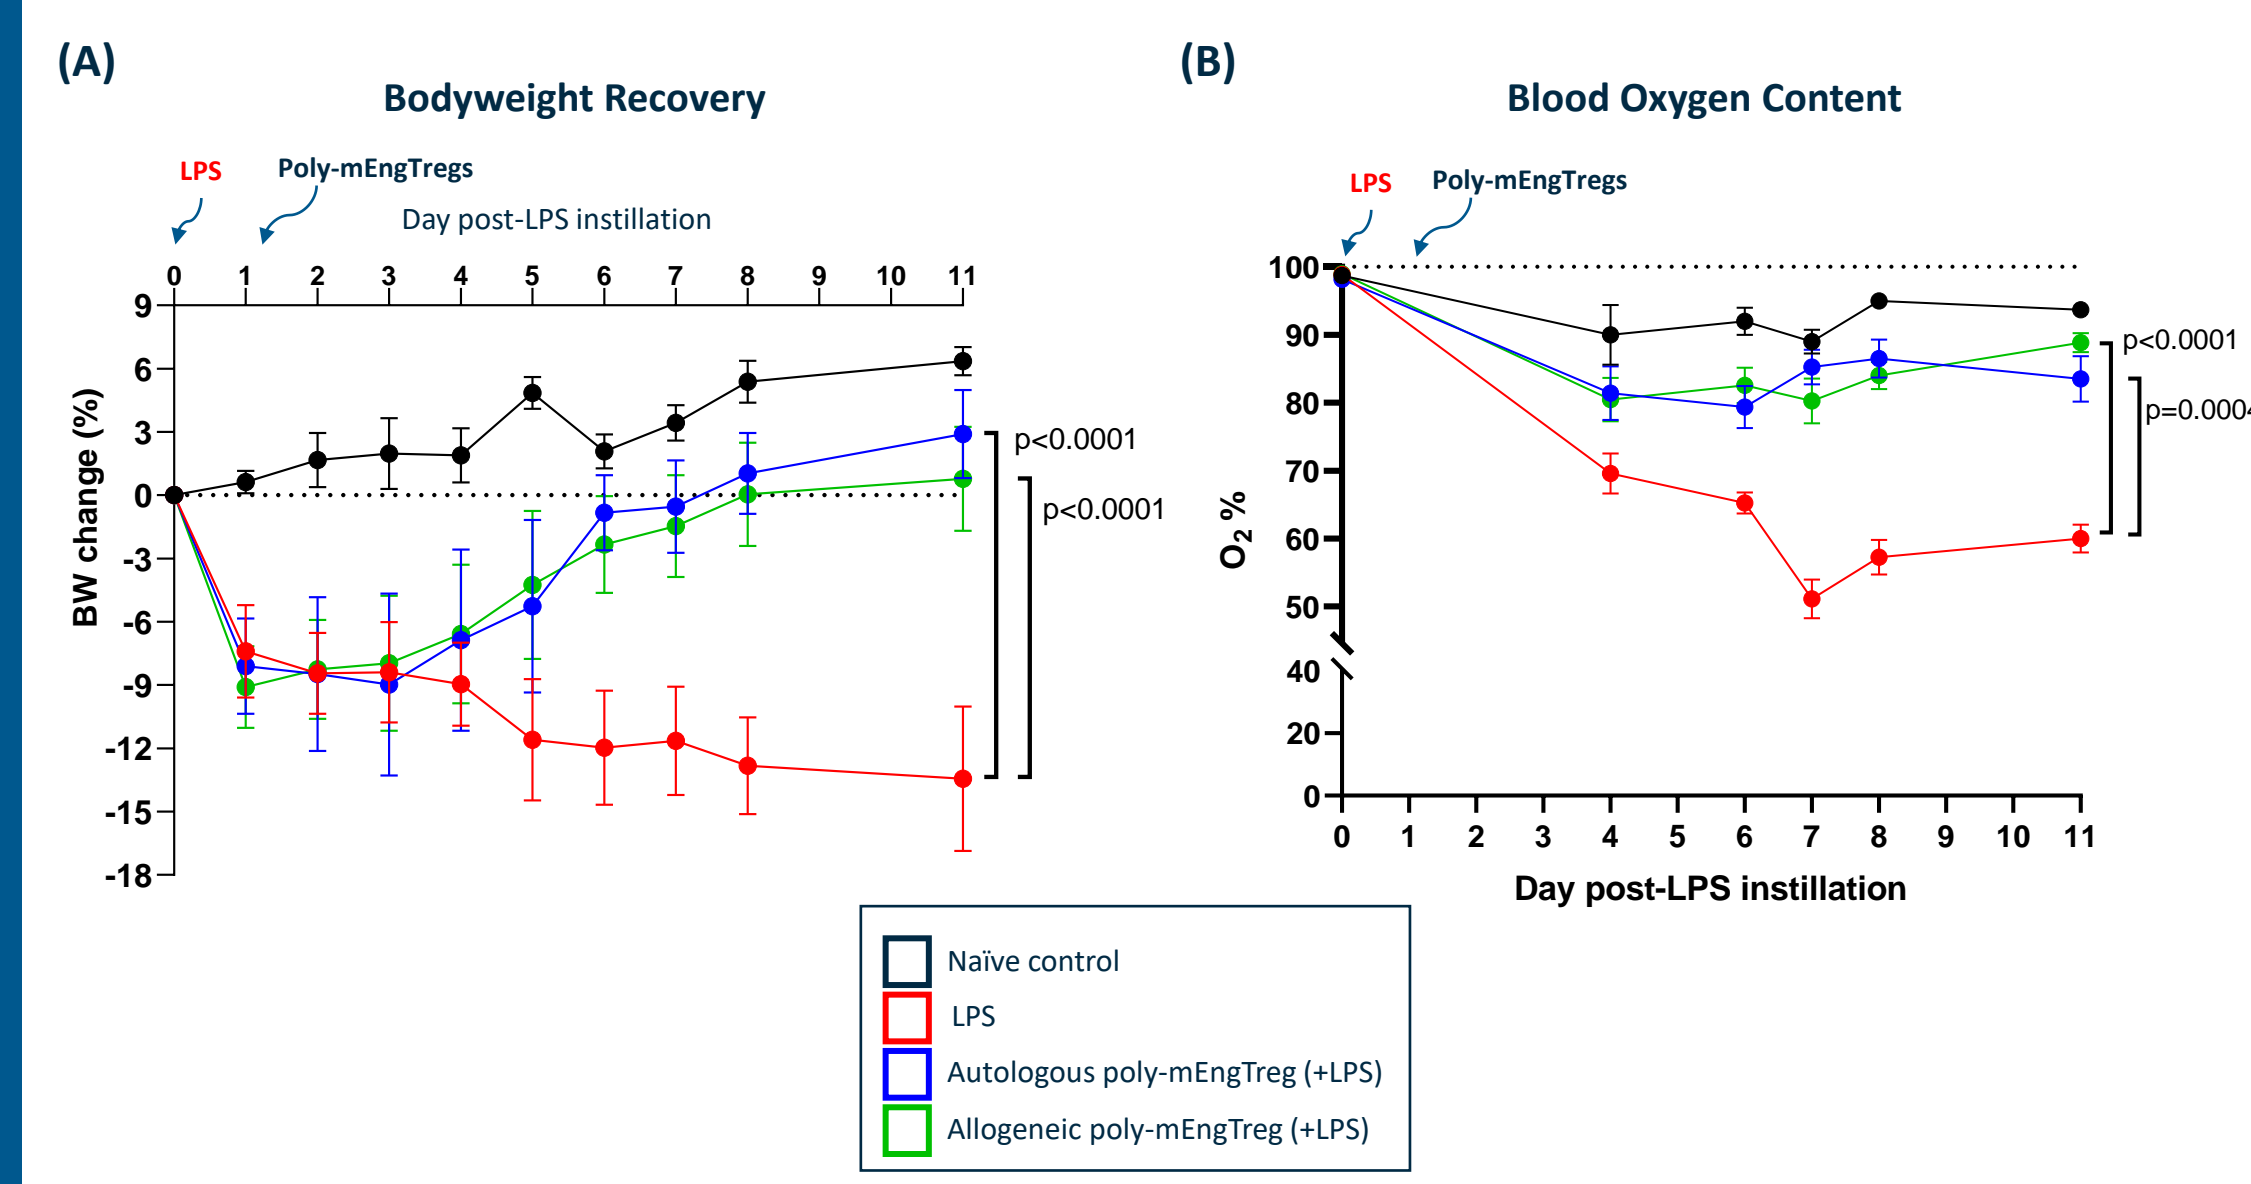 (A)
Bodyweight Recovery
LPS
Poly-mEngTregs
Day post-LPS instillation
0 1 2 3 4 5 6 7 8 9 10 11
9
6
3
0
-3
-6
-9
-12
-15
-18
BW change (%)
p<0.0001
p<0.0001
(B)
Blood Oxygen Content
LPS
Poly-mEngTregs
100
90
80
70
60
50
40
20
0
O₂ %
p<0.0001
p=0.0004
0 1 2 3 4 5 6 7 8 9 10 11
Day post-LPS instillation
Naïve control
LPS
Autologous poly-mEngTreg (+LPS)
Allogeneic poly-mEngTreg (+LPS)